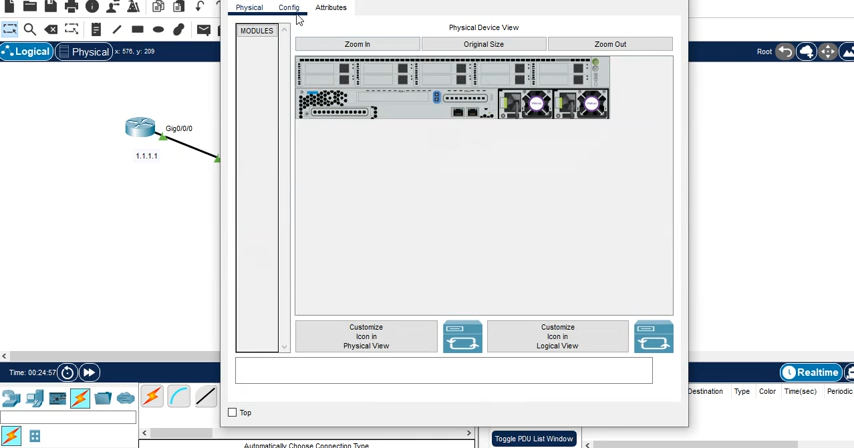 Physical Config Attributes
MODULES
Physical Device View
Zoom In Original Size Zoom Out
Logical Physical x: 576, y: 209
Root
Gig0/0/0
1.1.1.1
Customize
Icon in
Physical View
Customize
Icon in
Logical View
Top
Time: 00:24:57
Realtime
Destination Type Color Time(sec) Periodic
Automatically Choose Connection Type
Toggle PDU List Window